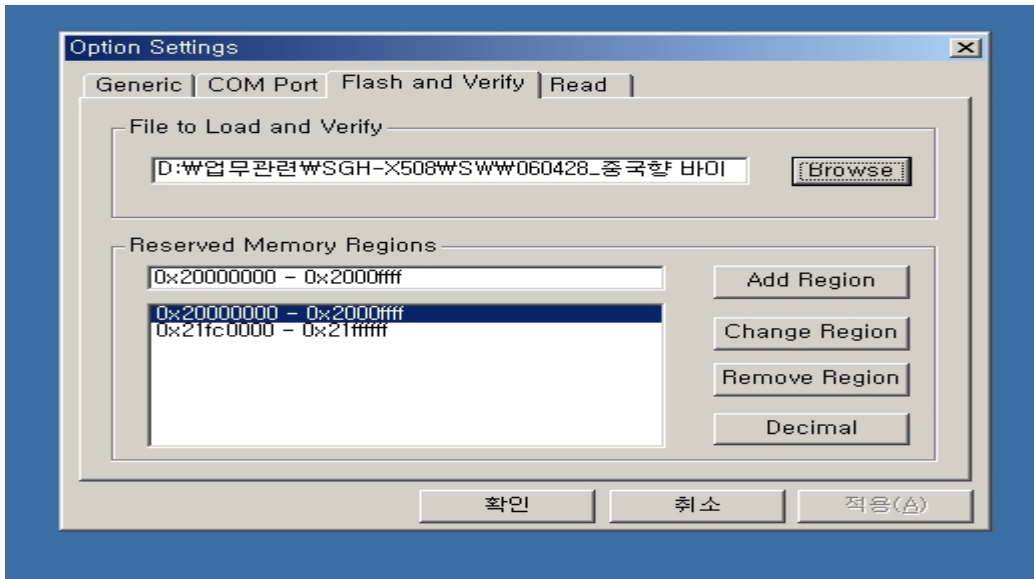 Option Settings
Generic COM Port Flash and Verify Read
File to Load and Verify
D:₩업무관련₩SGH-X508₩SW₩060428_중국향 바이
Browse
Reserved Memory Regions
0x20000000 - 0x2000ffff
Add Region
0x20000000 - 0x2000ffff
0x21fc0000 - 0x21ffffff
Change Region
Remove Region
Decimal
확인 취소 적용(A)